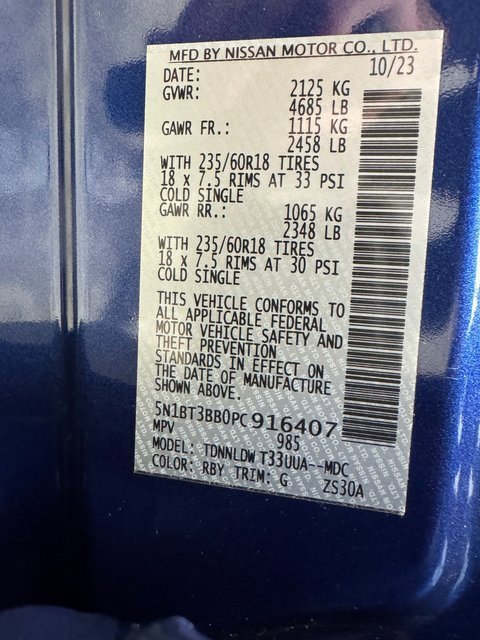 MFD BY NISSAN MOTOR CO., LTD.
DATE: 10/23
GVWR: 2125 KG
4685 LB
GAWR FR.: 1115 KG
2458 LB
WITH 235/60R18 TIRES
18 x 7.5 RIMS AT 33 PSI
COLD SINGLE
GAWR RR.: 1065 KG
2348 LB
WITH 235/60R18 TIRES
18 x 7.5 RIMS AT 30 PSI
COLD SINGLE
THIS VEHICLE CONFORMS TO
ALL APPLICABLE FEDERAL
MOTOR VEHICLE SAFETY AND
THEFT PREVENTION
STANDARDS IN EFFECT ON
THE DATE OF MANUFACTURE
SHOWN ABOVE.
5N1BT3BB0PC916407
MPV 985
MODEL: TDNNLDW T33UUA--MDC
COLOR: RBY TRIM: G ZS30A